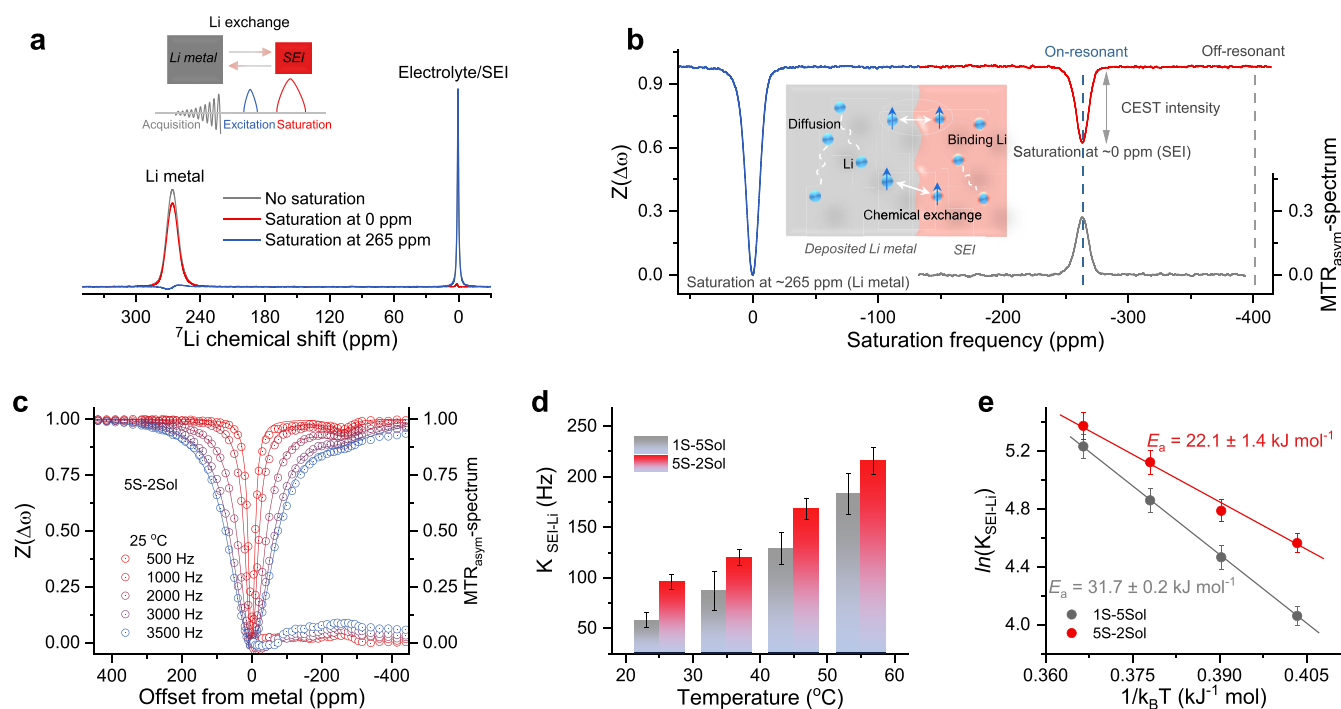 a
Li exchange
Li metal
SEI
Acquisition
Excitation
Saturation
Electrolyte/SEI
Li metal
No saturation
Saturation at 0 ppm
Saturation at 265 ppm
300 240 180 120 60 0
⁷Li chemical shift (ppm)
b
On-resonant
Off-resonant
CEST intensity
Saturation at ~0 ppm (SEI)
Diffusion
Li
Binding Li
Chemical exchange
Deposited Li metal
SEI
Saturation at ~265 ppm (Li metal)
Z(Δω)
0.9
0.6
0.3
0.0
0.3
0.0
MTRasym-spectrum
0 -100 -200 -300 -400
Saturation frequency (ppm)
c
Z(Δω)
1.00
0.75
0.50
0.25
0.00
5S-2Sol
25 ºC
500 Hz
1000 Hz
2000 Hz
3000 Hz
3500 Hz
1.00
0.75
0.50
0.25
0.00
MTRasym-spectrum
400 200 0 -200 -400
Offset from metal (ppm)
d
K SEI-Li (Hz)
250
200
150
100
50
1S-5Sol
5S-2Sol
20 30 40 50 60
Temperature (ºC)
e
ln(KSEI-Li)
5.2
4.8
4.4
4.0
Ea = 22.1 ± 1.4 kJ mol⁻¹
Ea = 31.7 ± 0.2 kJ mol⁻¹
1S-5Sol
5S-2Sol
0.360 0.375 0.390 0.405
1/kBT (kJ⁻¹ mol)